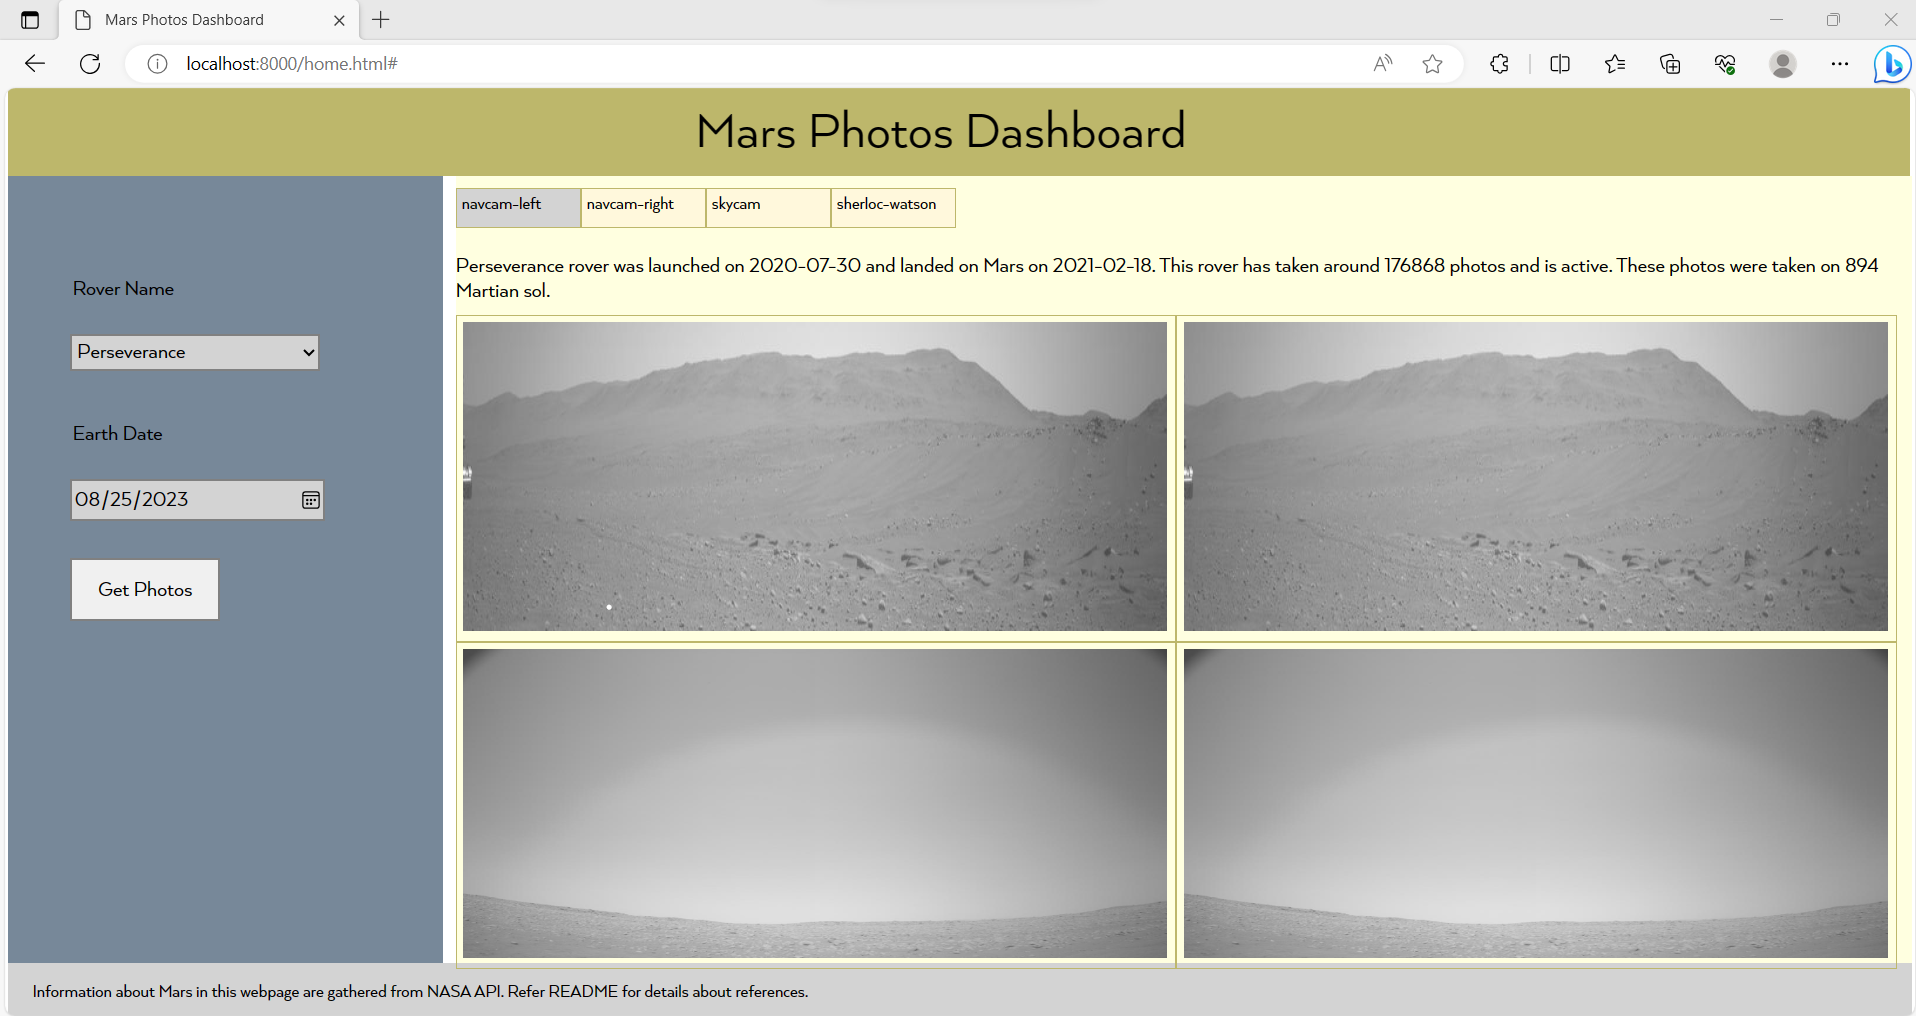 Mars Photos Dashboard
localhost:8000/home.html#
Mars Photos Dashboard
navcam-left
navcam-right
skycam
sherloc-watson
Perseverance rover was launched on 2020-07-30 and landed on Mars on 2021-02-18. This rover has taken around 176868 photos and is active. These photos were taken on 894
Martian sol.
Rover Name
Perseverance
Earth Date
08/25/2023
Get Photos
Information about Mars in this webpage are gathered from NASA API. Refer README for details about references.